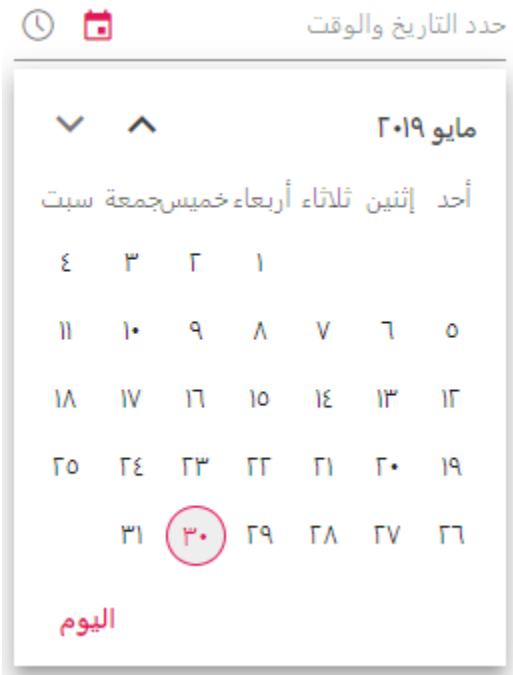 حدد التاريخ والوقت
مايو ٢٠١٩
أحد إثنين ثلاثاء أربعاء خميس جمعة سبت
١ ٢ ٣ ٤
٥ ٦ ٧ ٨ ٩ ١٠ ١١
١٢ ١٣ ١٤ ١٥ ١٦ ١٧ ١٨
١٩ ٢٠ ٢١ ٢٢ ٢٣ ٢٤ ٢٥
٢٦ ٢٧ ٢٨ ٢٩ ٣٠ ٣١
اليوم